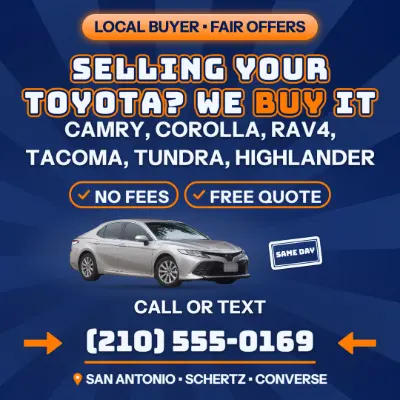 LOCAL BUYER • FAIR OFFERS
SELLING YOUR
TOYOTA? WE BUY IT
CAMRY, COROLLA, RAV4,
TACOMA, TUNDRA, HIGHLANDER
NO FEES
FREE QUOTE
SAME DAY
CALL OR TEXT
(210) 555-0169
SAN ANTONIO • SCHERTZ • CONVERSE